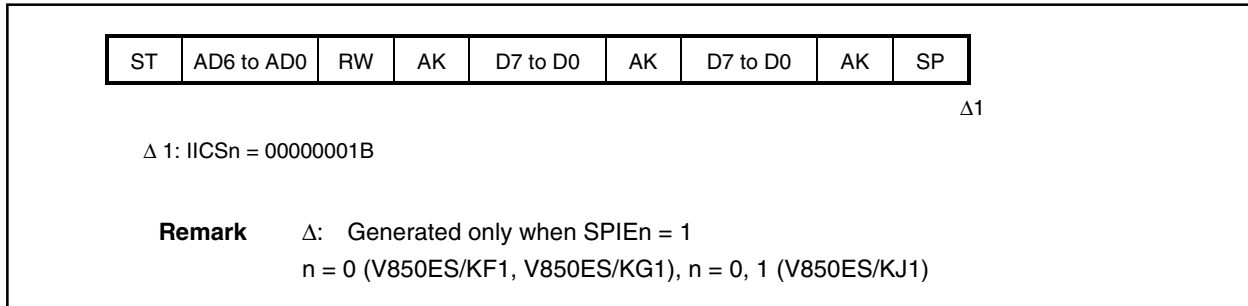 ST AD6 to AD0 RW AK D7 to D0 AK D7 to D0 AK SP
Δ1
Δ 1: IICSn = 00000001B
Remark Δ: Generated only when SPIEn = 1
n = 0 (V850ES/KF1, V850ES/KG1), n = 0, 1 (V850ES/KJ1)